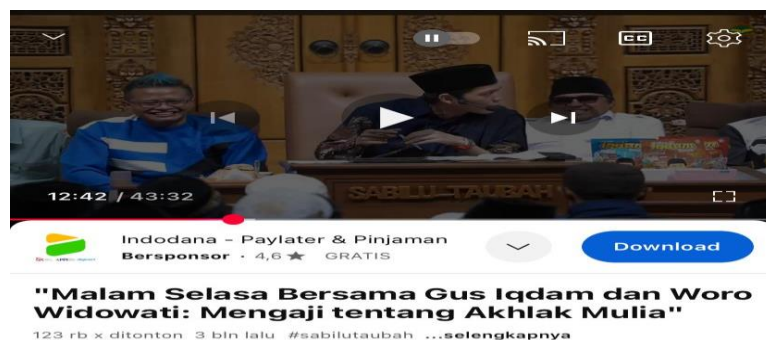 CC
12:42 / 43:32
SABILU TAUBAH
Indodana - Paylater & Pinjaman
Bersponsor · 4,6 ★ GRATIS
Download
"Malam Selasa Bersama Gus Iqdam dan Woro
Widowati: Mengaji tentang Akhlak Mulia"
123 rb x ditonton 3 bln lalu #sabilutaubah ...selengkapnya